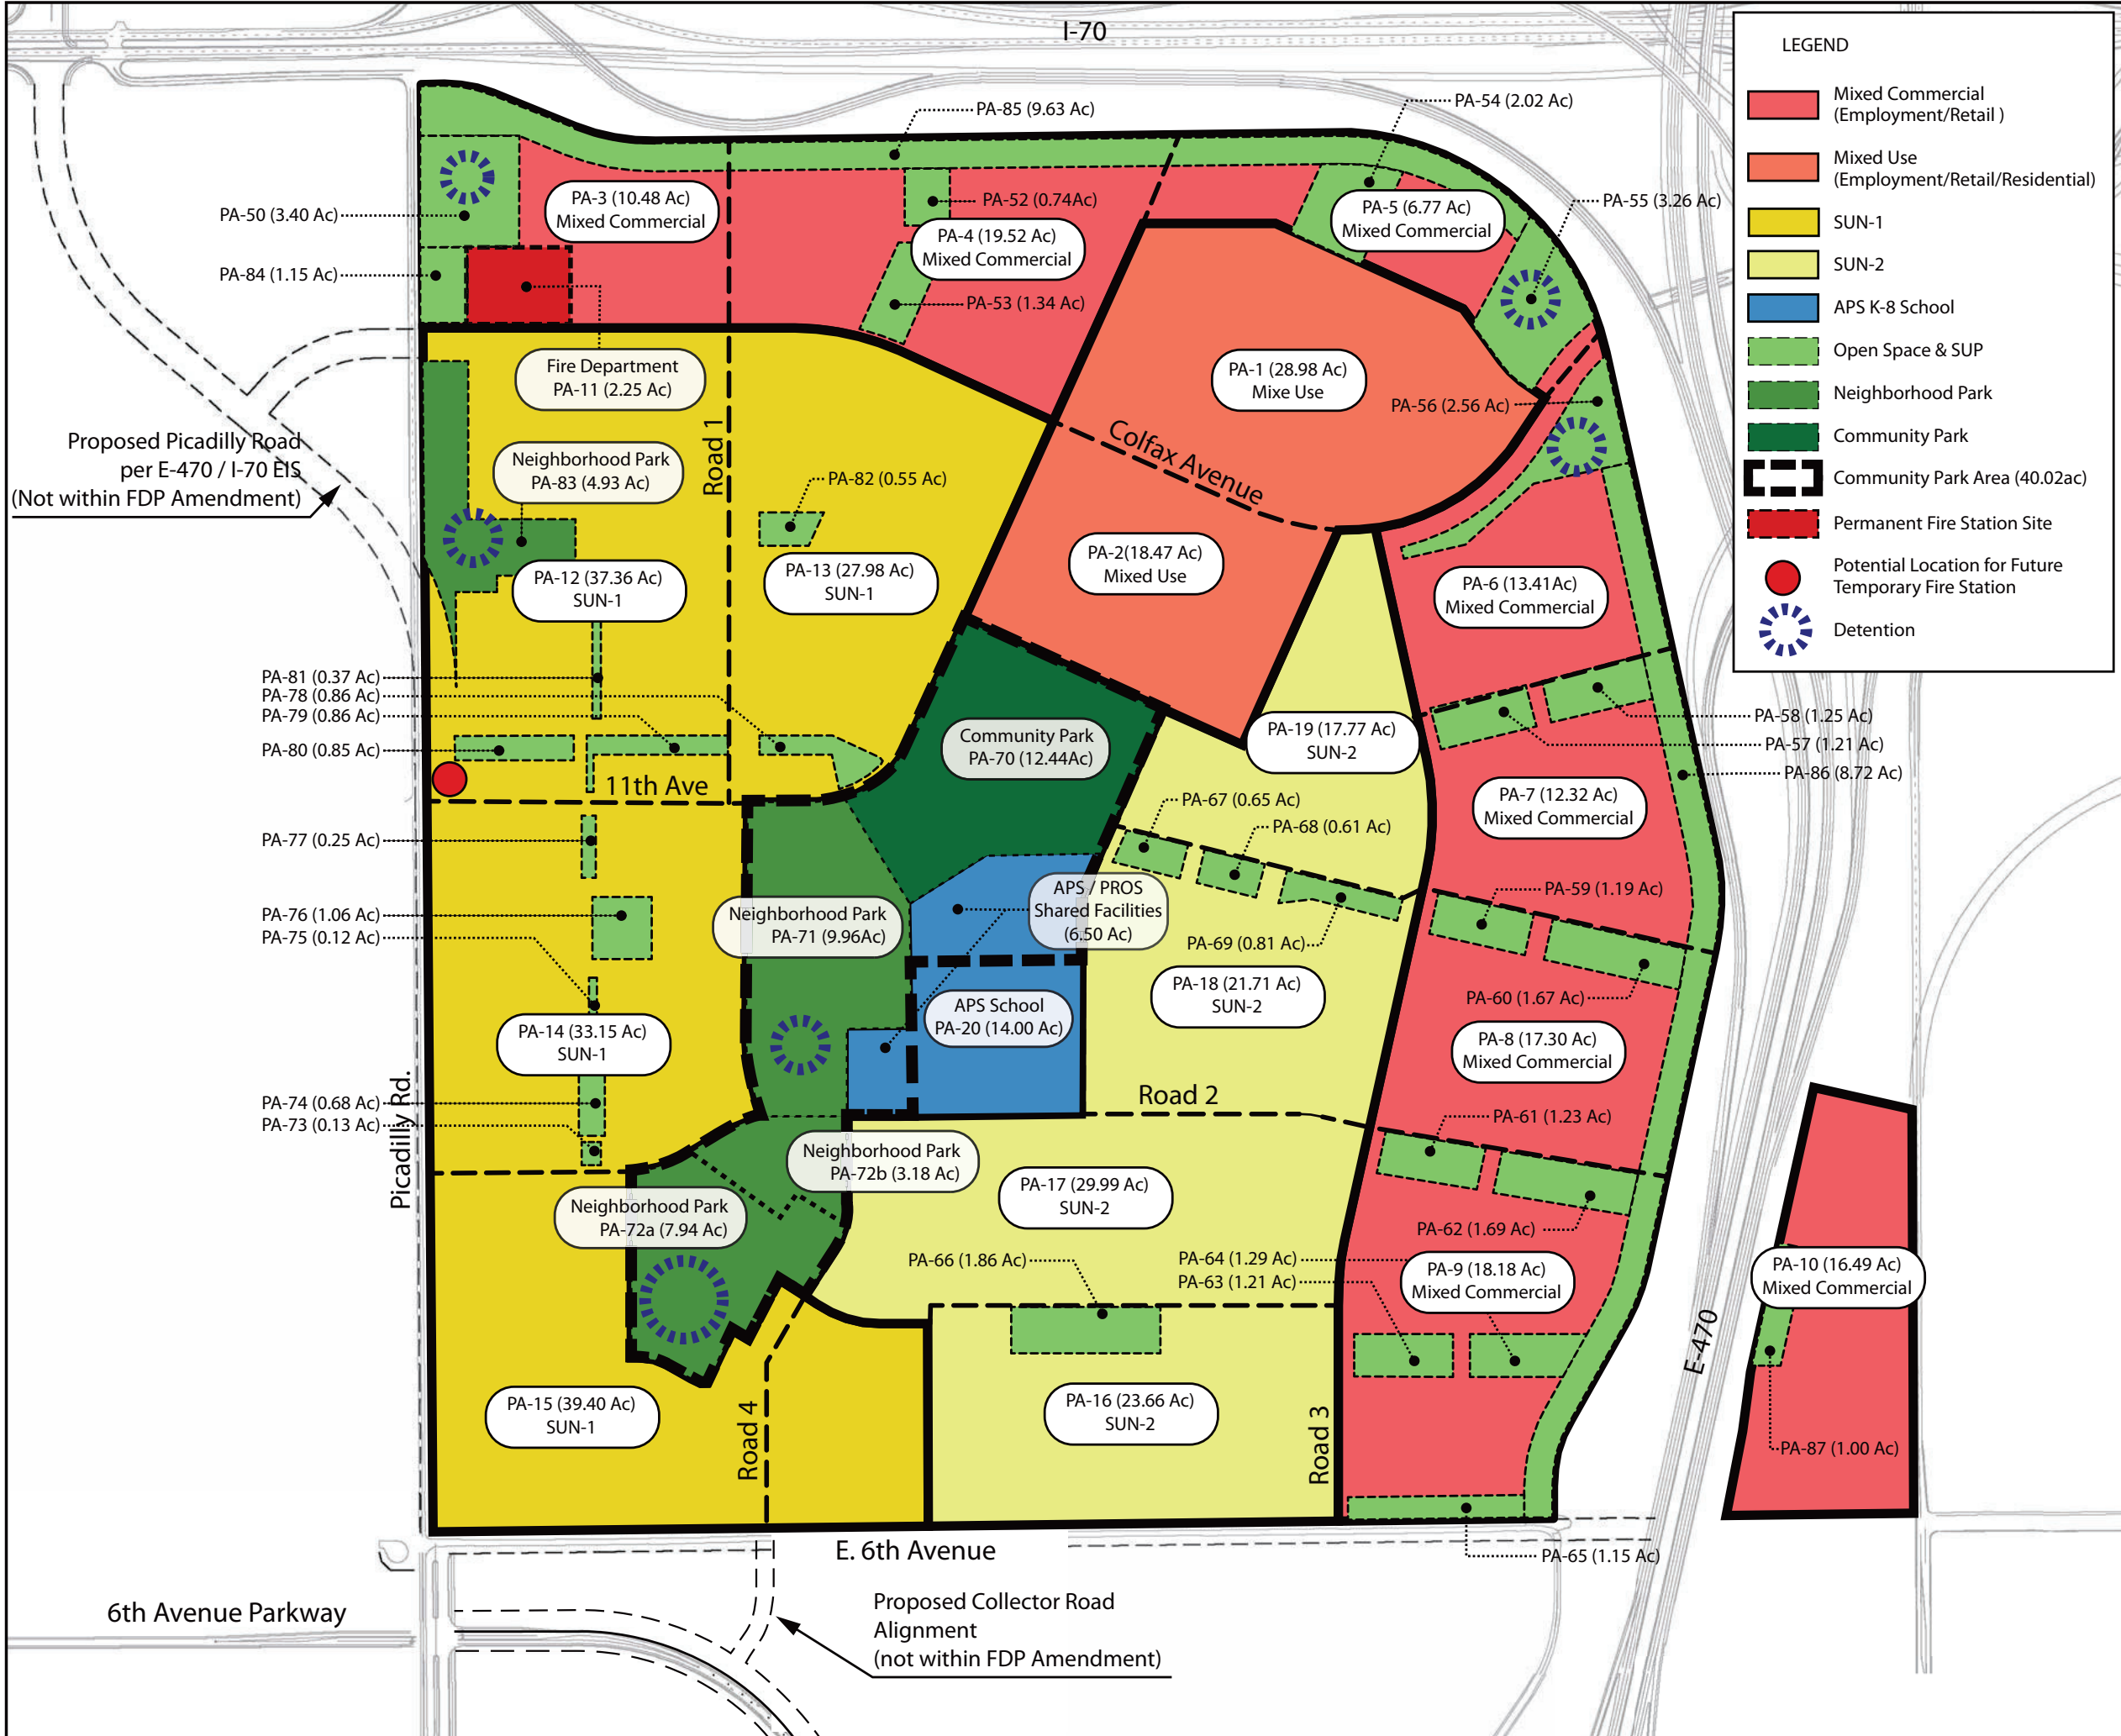 I-70
LEGEND
Mixed Commercial
(Employment/Retail )
Mixed Use
(Employment/Retail/Residential)
SUN-1
SUN-2
APS K-8 School
Open Space & SUP
Neighborhood Park
Community Park
Community Park Area (40.02ac)
Permanent Fire Station Site
Potential Location for Future
Temporary Fire Station
Detention
PA-85 (9.63 Ac)
PA-54 (2.02 Ac)
PA-55 (3.26 Ac)
PA-50 (3.40 Ac)
PA-3 (10.48 Ac)
Mixed Commercial
PA-52 (0.74Ac)
PA-5 (6.77 Ac)
Mixed Commercial
PA-4 (19.52 Ac)
Mixed Commercial
PA-84 (1.15 Ac)
PA-53 (1.34 Ac)
Fire Department
PA-11 (2.25 Ac)
PA-1 (28.98 Ac)
Mixe Use
PA-56 (2.56 Ac)
Proposed Picadilly Road
per E-470 / I-70 EIS
(Not within FDP Amendment)
Road 1
Colfax Avenue
Neighborhood Park
PA-83 (4.93 Ac)
PA-82 (0.55 Ac)
PA-12 (37.36 Ac)
SUN-1
PA-13 (27.98 Ac)
SUN-1
PA-2(18.47 Ac)
Mixed Use
PA-6 (13.41Ac)
Mixed Commercial
PA-81 (0.37 Ac)
PA-78 (0.86 Ac)
PA-79 (0.86 Ac)
PA-80 (0.85 Ac)
11th Ave
Community Park
PA-70 (12.44Ac)
PA-19 (17.77 Ac)
SUN-2
PA-58 (1.25 Ac)
PA-57 (1.21 Ac)
PA-86 (8.72 Ac)
PA-7 (12.32 Ac)
Mixed Commercial
PA-67 (0.65 Ac)
PA-68 (0.61 Ac)
PA-77 (0.25 Ac)
PA-76 (1.06 Ac)
PA-75 (0.12 Ac)
Neighborhood Park
PA-71 (9.96Ac)
APS / PROS
Shared Facilities
(6.50 Ac)
PA-59 (1.19 Ac)
PA-69 (0.81 Ac)
PA-60 (1.67 Ac)
PA-18 (21.71 Ac)
SUN-2
APS School
PA-20 (14.00 Ac)
PA-14 (33.15 Ac)
SUN-1
PA-8 (17.30 Ac)
Mixed Commercial
Picadilly Rd.
PA-74 (0.68 Ac)
PA-73 (0.13 Ac)
Road 2
PA-61 (1.23 Ac)
Neighborhood Park
PA-72b (3.18 Ac)
Neighborhood Park
PA-72a (7.94 Ac)
PA-17 (29.99 Ac)
SUN-2
PA-62 (1.69 Ac)
PA-66 (1.86 Ac)
PA-64 (1.29 Ac)
PA-63 (1.21 Ac)
PA-9 (18.18 Ac)
Mixed Commercial
PA-10 (16.49 Ac)
Mixed Commercial
E-470
PA-15 (39.40 Ac)
SUN-1
Road 4
PA-16 (23.66 Ac)
SUN-2
Road 3
PA-87 (1.00 Ac)
E. 6th Avenue
PA-65 (1.15 Ac)
6th Avenue Parkway
Proposed Collector Road
Alignment
(not within FDP Amendment)